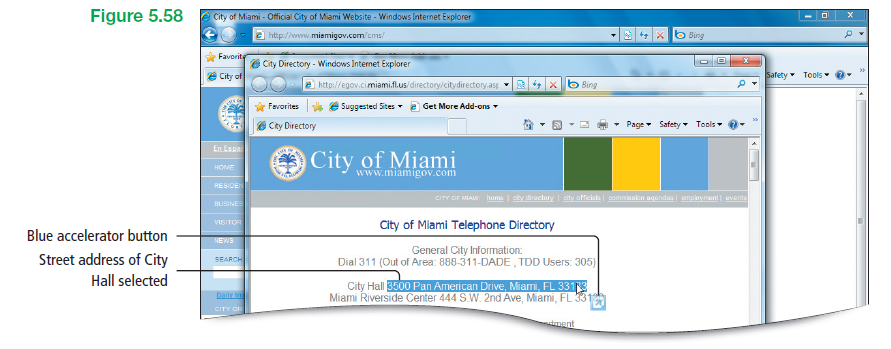 Figure 5.58
City of Miami - Official City of Miami Website - Windows Internet Explorer
http://www.miamigov.com/cms/
Bing
Favorite
City Directory - Windows Internet Explorer
http://egov.ci.miami.fl.us/directory/citydirectory.asp
Bing
City of
Safety
Tools
Favorites
Suggested Sites
Get More Add-ons
City Directory
Page
Safety
Tools
City of Miami
www.miamigov.com
En Espa
HOME
RESIDEN
BUSINES
VISITOR
NEWS
SEARCH
CITY OF MIAMI: home | city directory | city officials | commission agendas | employment | events
City of Miami Telephone Directory
Blue accelerator button
General City Information:
Dial 311 (Out of Area: 888-311-DADE , TDD Users: 305)
Street address of City
Hall selected
City Hall 3500 Pan American Drive, Miami, FL 331
Miami Riverside Center 444 S.W. 2nd Ave, Miami, FL 331
CITY OF